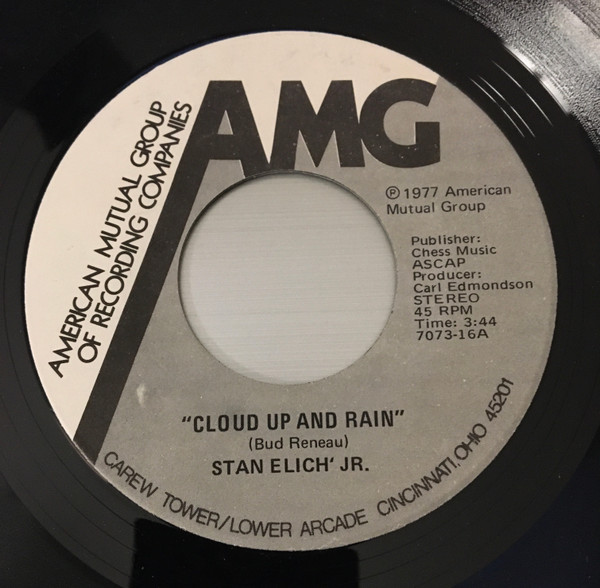 AMG
AMERICAN MUTUAL GROUP
OF RECORDING COMPANIES
℗ 1977 American
Mutual Group
Publisher:
Chess Music
ASCAP
Producer:
Carl Edmondson
STEREO
45 RPM
Time: 3:44
7073-16A
"CLOUD UP AND RAIN"
(Bud Reneau)
STAN ELICH' JR.
CAREW TOWER/LOWER ARCADE CINCINNATI, OHIO 45201